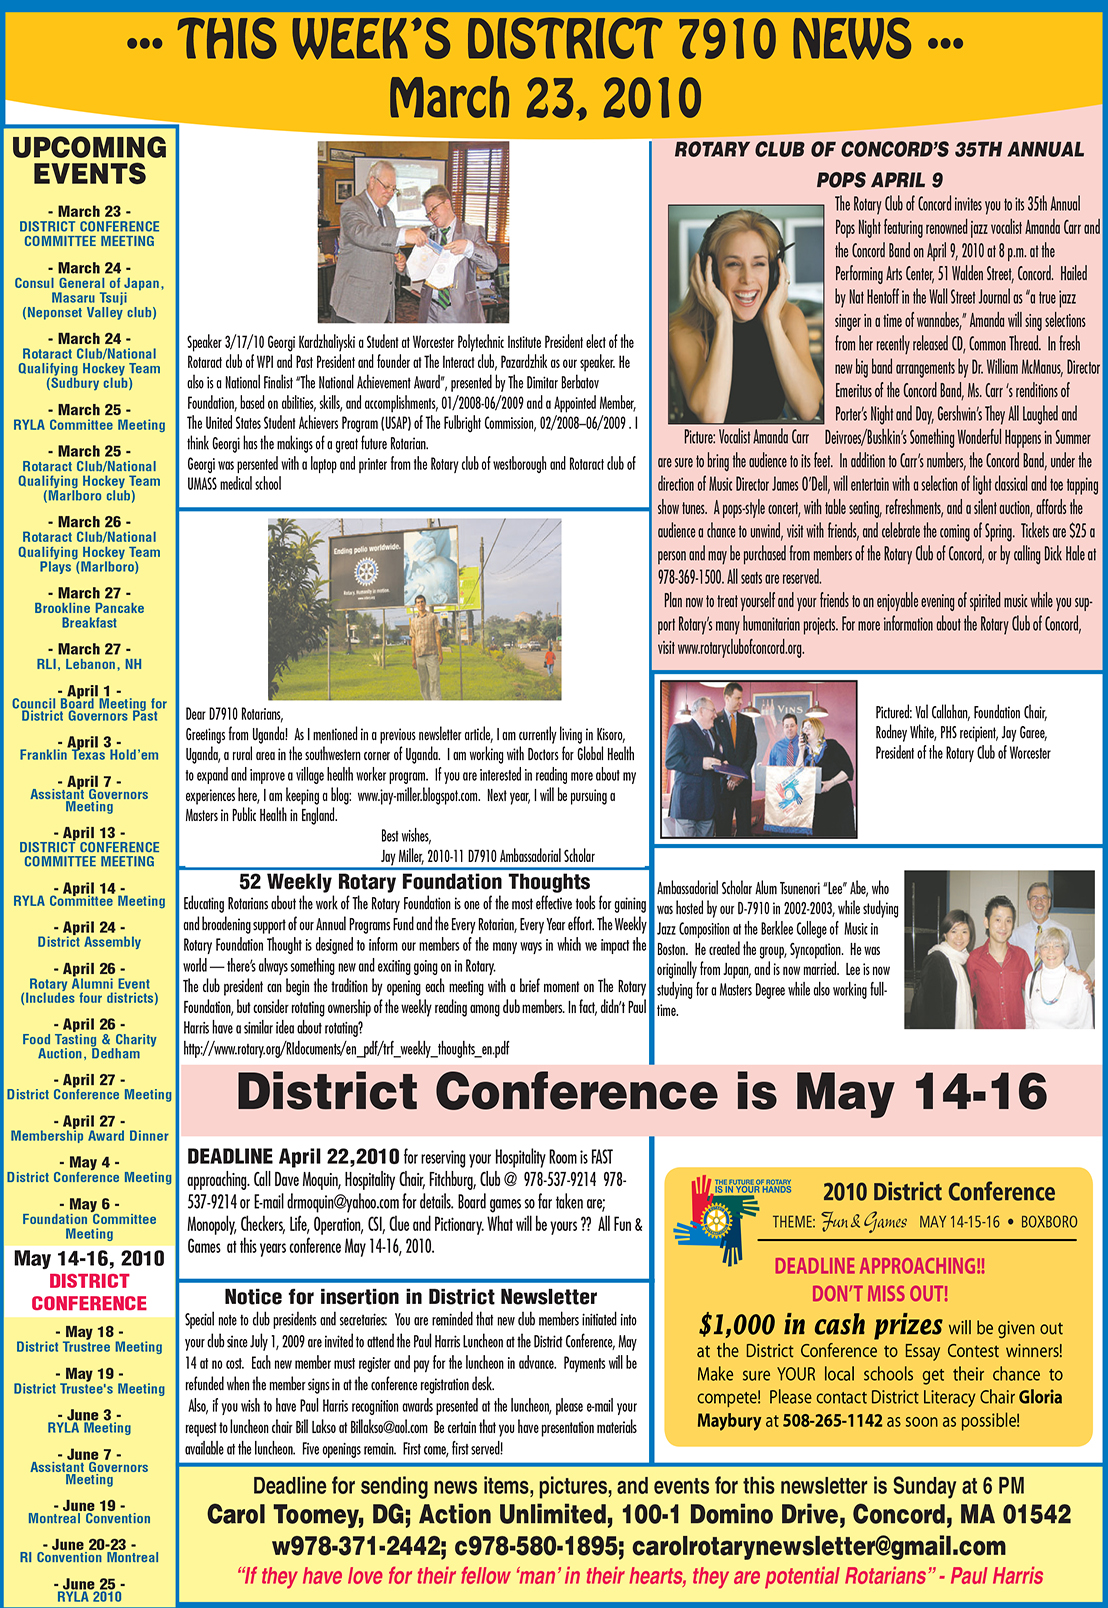 ••• THIS WEEK'S DISTRICT 7910 NEWS •••
March 23, 2010
UPCOMING
EVENTS
- March 23 -
DISTRICT CONFERENCE
COMMITTEE MEETING
- March 24 -
Consul General of Japan,
Masaru Tsuji
(Neponset Valley club)
- March 24 -
Rotaract Club/National
Qualifying Hockey Team
(Sudbury club)
- March 25 -
RYLA Committee Meeting
- March 25 -
Rotaract Club/National
Qualifying Hockey Team
(Marlboro club)
- March 26 -
Rotaract Club/National
Qualifying Hockey Team
Plays (Marlboro)
- March 27 -
Brookline Pancake
Breakfast
- March 27 -
RLI, Lebanon, NH
- April 1 -
Council Board Meeting for
District Governors Past
- April 3 -
Franklin Texas Hold'em
- April 7 -
Assistant Governors
Meeting
- April 13 -
DISTRICT CONFERENCE
COMMITTEE MEETING
- April 14 -
RYLA Committee Meeting
- April 24 -
District Assembly
- April 26 -
Rotary Alumni Event
(Includes four districts)
- April 26 -
Food Tasting & Charity
Auction, Dedham
- April 27 -
District Conference Meeting
- April 27 -
Membership Award Dinner
- May 4 -
District Conference Meeting
- May 6 -
Foundation Committee
Meeting
May 14-16, 2010
DISTRICT
CONFERENCE
- May 18 -
District Trustee Meeting
- May 19 -
District Trustee's Meeting
- June 3 -
RYLA Meeting
- June 7 -
Assistant Governors
Meeting
- June 19 -
Montreal Convention
- June 20-23 -
RI Convention Montreal
- June 25 -
RYLA 2010
Speaker 3/17/10 Georgi Kardzhaliyski a Student at Worcester Polytechnic Institute President elect of the
Rotaract club of WPI and Past President and founder at The Interact club, Pazardzhik as our speaker. He
also is a National Finalist "The National Achievement Award", presented by The Dimitar Berbatov
Foundation, based on abilities, skills, and accomplishments, 01/2008-06/2009 and a Appointed Member,
The United States Student Achievers Program (USAP) of The Fulbright Commission, 02/2008–06/2009 . I
think Georgi has the makings of a great future Rotarian.
Georgi was persented with a laptop and printer from the Rotary club of westborough and Rotaract club of
UMASS medical school
Ending polio worldwide.
Rotary. Humanity in motion.
Dear D7910 Rotarians,
Greetings from Uganda! As I mentioned in a previous newsletter article, I am currently living in Kisoro,
Uganda, a rural area in the southwestern corner of Uganda. I am working with Doctors for Global Health
to expand and improve a village health worker program. If you are interested in reading more about my
experiences here, I am keeping a blog: www.jay-miller.blogspot.com. Next year, I will be pursuing a
Masters in Public Health in England.
Best wishes,
Jay Miller, 2010-11 D7910 Ambassadorial Scholar
52 Weekly Rotary Foundation Thoughts
Educating Rotarians about the work of The Rotary Foundation is one of the most effective tools for gaining
and broadening support of our Annual Programs Fund and the Every Rotarian, Every Year effort. The Weekly
Rotary Foundation Thought is designed to inform our members of the many ways in which we impact the
world — there's always something new and exciting going on in Rotary.
The club president can begin the tradition by opening each meeting with a brief moment on The Rotary
Foundation, but consider rotating ownership of the weekly reading among club members. In fact, didn't Paul
Harris have a similar idea about rotating?
http://www.rotary.org/RIdocuments/en_pdf/trf_weekly_thoughts_en.pdf
ROTARY CLUB OF CONCORD'S 35TH ANNUAL
POPS APRIL 9
The Rotary Club of Concord invites you to its 35th Annual
Pops Night featuring renowned jazz vocalist Amanda Carr and
the Concord Band on April 9, 2010 at 8 p.m. at the
Performing Arts Center, 51 Walden Street, Concord. Hailed
by Nat Hentoff in the Wall Street Journal as "a true jazz
singer in a time of wannabes," Amanda will sing selections
from her recently released CD, Common Thread. In fresh
new big band arrangements by Dr. William McManus, Director
Emeritus of the Concord Band, Ms. Carr 's renditions of
Porter's Night and Day, Gershwin's They All Laughed and
Picture: Vocalist Amanda Carr
Deivroes/Bushkin's Something Wonderful Happens in Summer
are sure to bring the audience to its feet. In addition to Carr's numbers, the Concord Band, under the
direction of Music Director James O'Dell, will entertain with a selection of light classical and toe tapping
show tunes. A pops-style concert, with table seating, refreshments, and a silent auction, affords the
audience a chance to unwind, visit with friends, and celebrate the coming of Spring. Tickets are $25 a
person and may be purchased from members of the Rotary Club of Concord, or by calling Dick Hale at
978-369-1500. All seats are reserved.
Plan now to treat yourself and your friends to an enjoyable evening of spirited music while you sup-
port Rotary's many humanitarian projects. For more information about the Rotary Club of Concord,
visit www.rotaryclubofconcord.org.
VINS
Pictured: Val Callahan, Foundation Chair,
Rodney White, PHS recipient, Jay Garee,
President of the Rotary Club of Worcester
Ambassadorial Scholar Alum Tsunenori "Lee" Abe, who
was hosted by our D-7910 in 2002-2003, while studying
Jazz Composition at the Berklee College of Music in
Boston. He created the group, Syncopation. He was
originally from Japan, and is now married. Lee is now
studying for a Masters Degree while also working full-
time.
District Conference is May 14-16
DEADLINE April 22,2010 for reserving your Hospitality Room is FAST
approaching. Call Dave Moquin, Hospitality Chair, Fitchburg, Club @ 978-537-9214 978-
537-9214 or E-mail drmoquin@yahoo.com for details. Board games so far taken are;
Monopoly, Checkers, Life, Operation, CSI, Clue and Pictionary. What will be yours ?? All Fun &
Games at this years conference May 14-16, 2010.
Notice for insertion in District Newsletter
Special note to club presidents and secretaries: You are reminded that new club members initiated into
your club since July 1, 2009 are invited to attend the Paul Harris Luncheon at the District Conference, May
14 at no cost. Each new member must register and pay for the luncheon in advance. Payments will be
refunded when the member signs in at the conference registration desk.
Also, if you wish to have Paul Harris recognition awards presented at the luncheon, please e-mail your
request to luncheon chair Bill Lakso at Billakso@aol.com Be certain that you have presentation materials
available at the luncheon. Five openings remain. First come, first served!
THE FUTURE OF ROTARY
IS IN YOUR HANDS
2010 District Conference
THEME: Fun & Games MAY 14-15-16 • BOXBORO
DEADLINE APPROACHING!!
DON'T MISS OUT!
$1,000 in cash prizes will be given out
at the District Conference to Essay Contest winners!
Make sure YOUR local schools get their chance to
compete! Please contact District Literacy Chair Gloria
Maybury at 508-265-1142 as soon as possible!
Deadline for sending news items, pictures, and events for this newsletter is Sunday at 6 PM
Carol Toomey, DG; Action Unlimited, 100-1 Domino Drive, Concord, MA 01542
w978-371-2442; c978-580-1895; carolrotarynewsletter@gmail.com
"If they have love for their fellow 'man' in their hearts, they are potential Rotarians" - Paul Harris